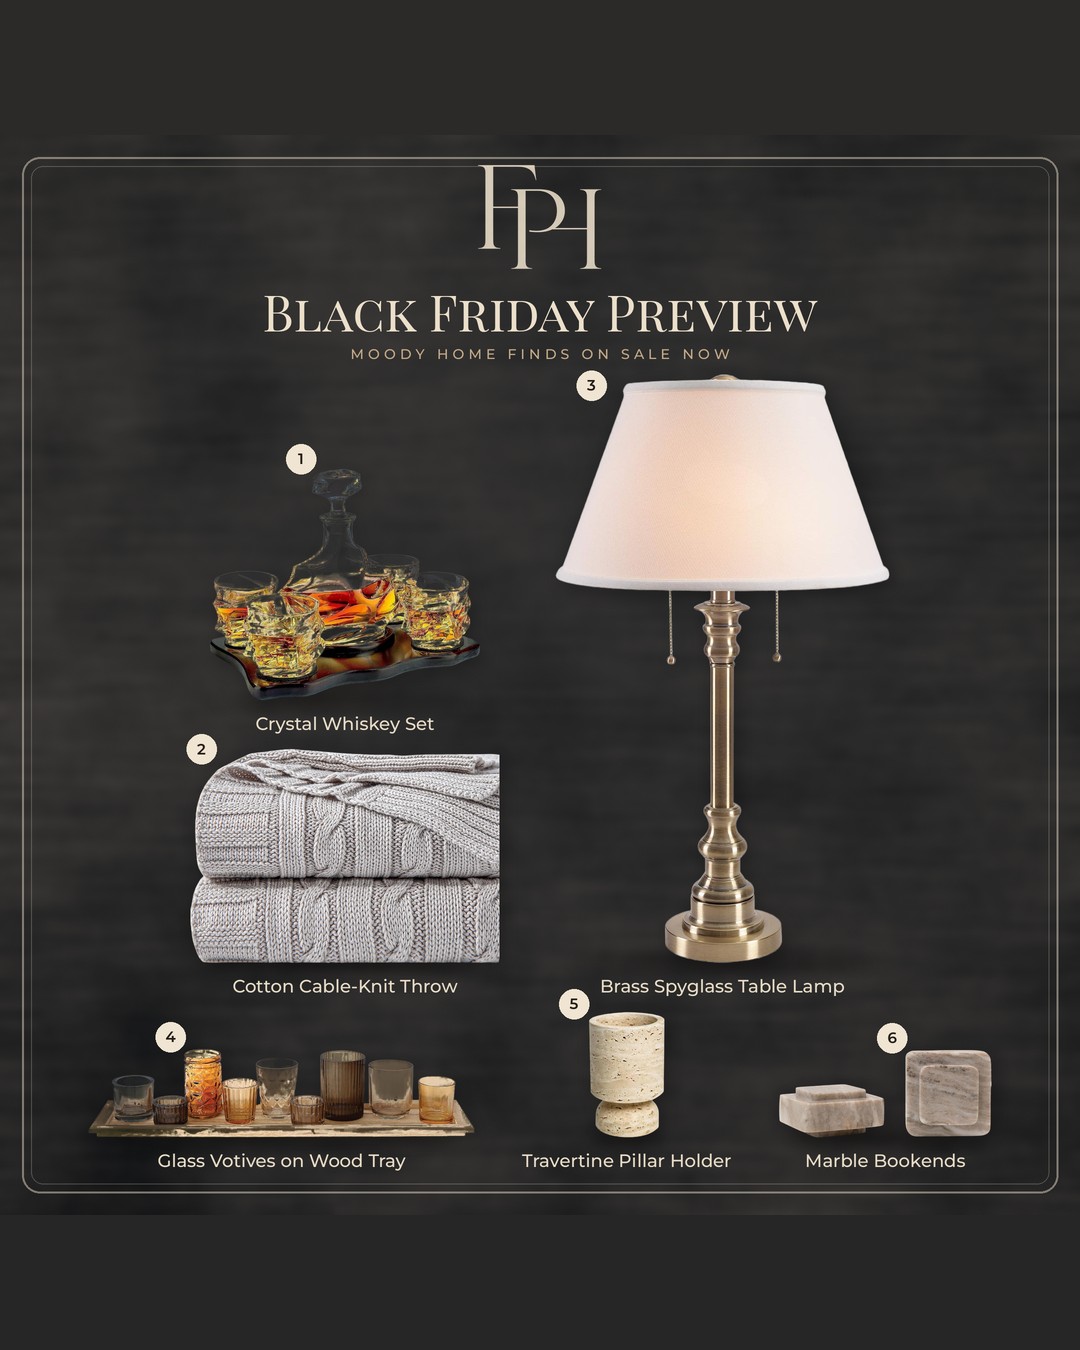 FPH
Black Friday Preview
MOODY HOME FINDS ON SALE NOW
3
1
Crystal Whiskey Set
2
Cotton Cable-Knit Throw
Brass Spyglass Table Lamp
5
4
6
Glass Votives on Wood Tray
Travertine Pillar Holder
Marble Bookends